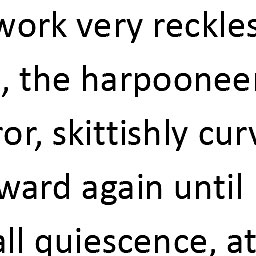 work very reckles
, the harpooneer
ror, skittishly curv
ward again until
all quiescence, at